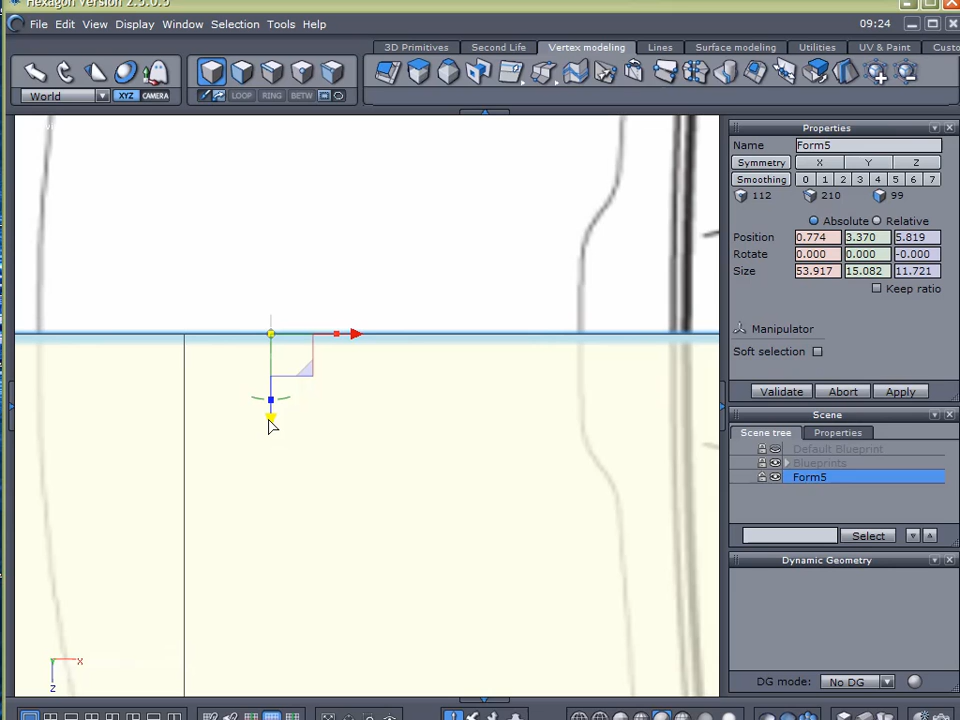 Hexagon Version 2.5.0.5
File Edit View Display Window Selection Tools Help 09:24
3D Primitives Second Life Vertex modeling Lines Surface modeling Utilities UV & Paint Custo
World XYZ CAMERA LOOP RING BETW
Properties
Name Form5
Symmetry X Y Z
Smoothing 0 1 2 3 4 5 6 7
112 210 99
Absolute Relative
Position 0.774 3.370 5.819
Rotate 0.000 0.000 -0.000
Size 53.917 15.082 11.721
Keep ratio
Manipulator
Soft selection
Validate Abort Apply
Scene
Scene tree Properties
Default Blueprint
Blueprints
Form5
Select
Dynamic Geometry
DG mode: No DG
Y X
Z